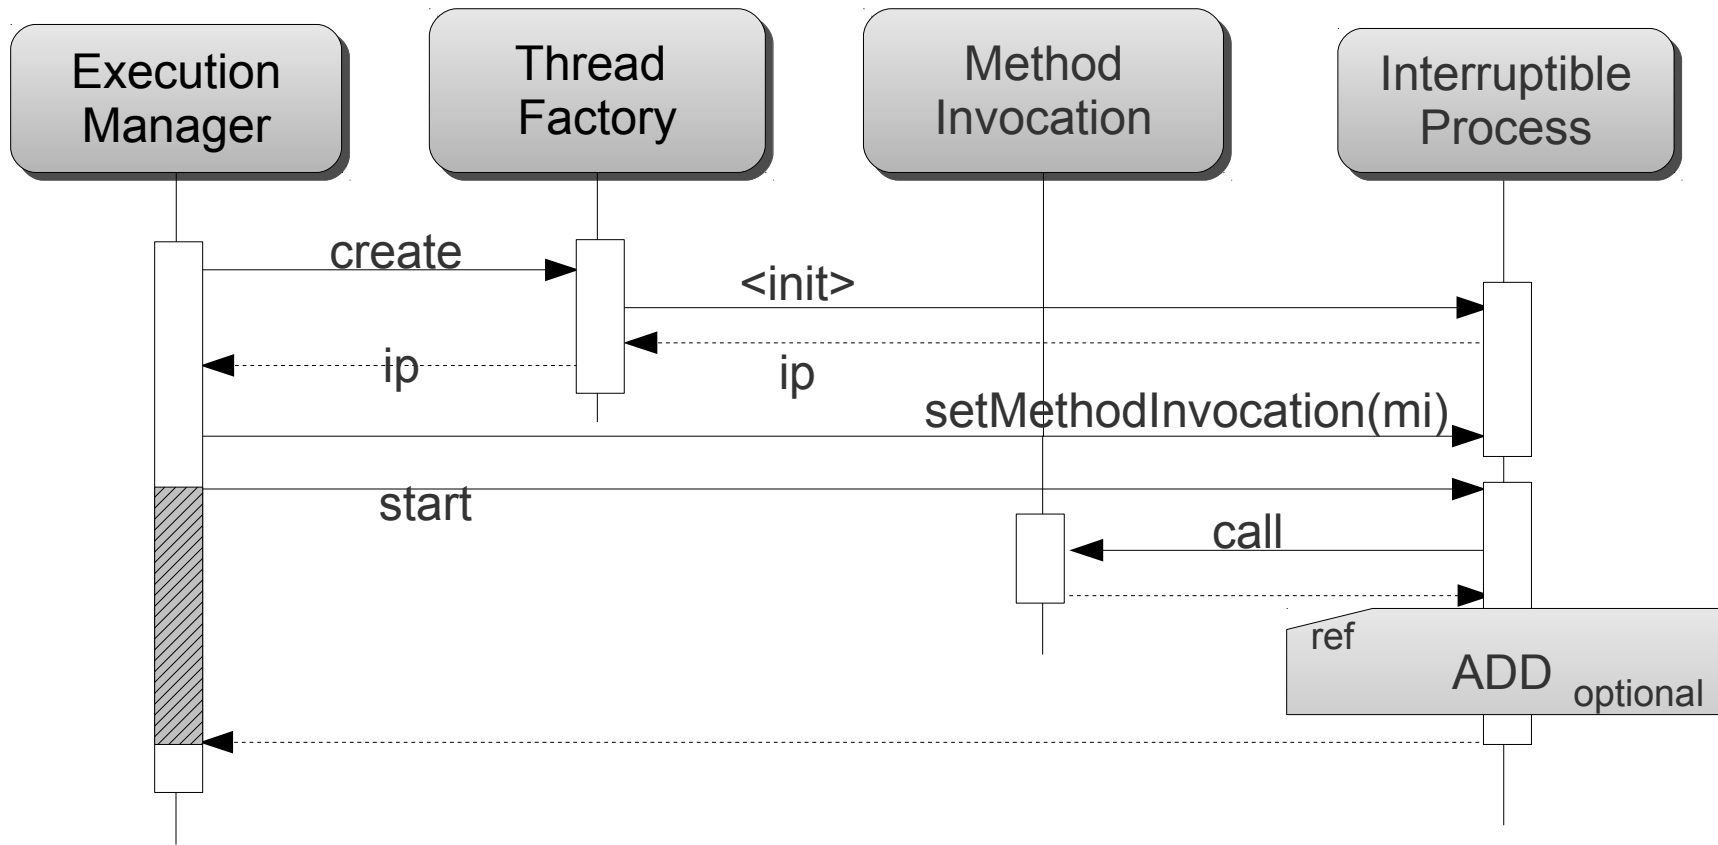 Execution
Manager
Thread
Factory
Method
Invocation
Interruptible
Process
create
<init>
ip
ip
setMethodInvocation(mi)
start
call
ref
ADD
optional